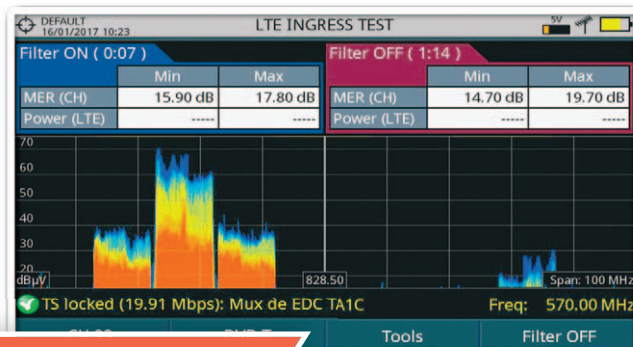 DEFAULT
16/01/2017 10:23
LTE INGRESS TEST
5V
Filter ON ( 0:07 )
Min Max
MER (CH) 15.90 dB 17.80 dB
Power (LTE) ----- -----
Filter OFF ( 1:14 )
Min Max
MER (CH) 14.70 dB 19.70 dB
Power (LTE) ----- -----
70
60
50
40
30
20
dBµV
828.50
Span: 100 MHz
TS locked (19.91 Mbps): Mux de EDC TA1C
Freq: 570.00 MHz
Tools
Filter OFF